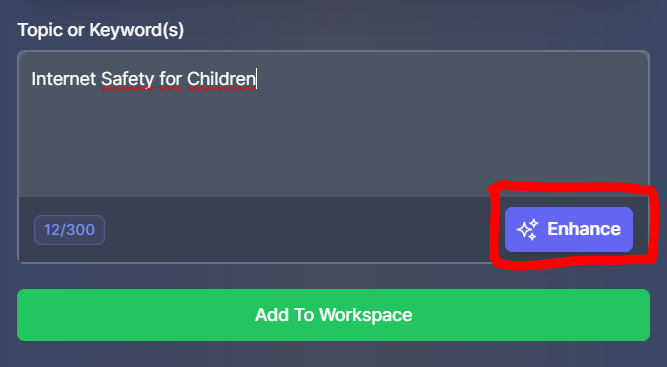 Topic or Keyword(s)
Internet Safety for Children
12/300
Enhance
Add To Workspace